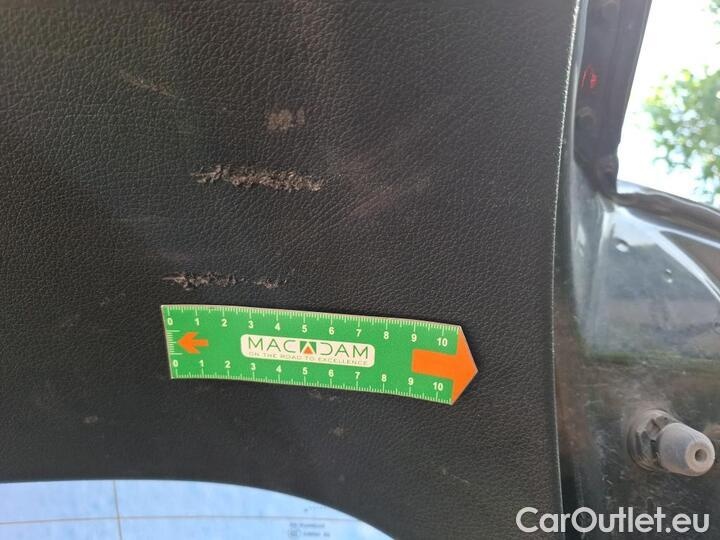 0 1 2 3 4 5 6 7 8 9 10
MACADAM
ON THE ROAD TO EXCELLENCE
0 1 2 3 4 5 6 7 8 9 10
CarOutlet.eu